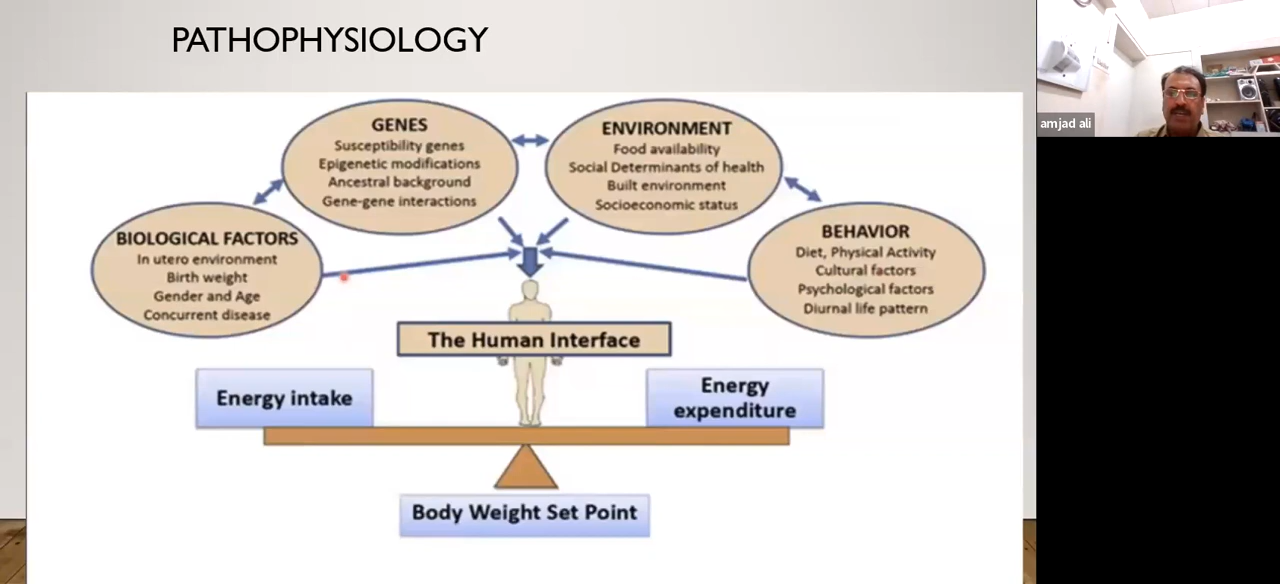 PATHOPHYSIOLOGY
amjad ali
GENES
Susceptibility genes
Epigenetic modifications
Ancestral background
Gene-gene interactions
ENVIRONMENT
Food availability
Social Determinants of health
Built environment
Socioeconomic status
BIOLOGICAL FACTORS
In utero environment
Birth weight
Gender and Age
Concurrent disease
BEHAVIOR
Diet, Physical Activity
Cultural factors
Psychological factors
Diurnal life pattern
The Human Interface
Energy intake
Energy
expenditure
Body Weight Set Point